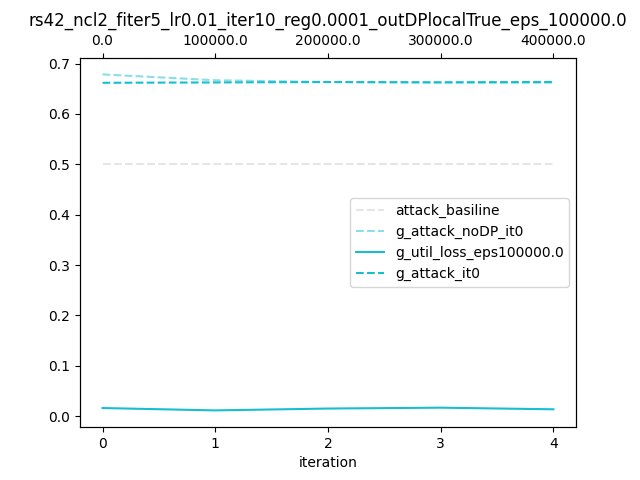 rs42_ncl2_fiter5_lr0.01_iter10_reg0.0001_outDPlocalTrue_eps_100000.0
0.0 100000.0 200000.0 300000.0 400000.0
0.7
0.6
0.5
0.4
0.3
0.2
0.1
0.0
attack_basiline
g_attack_noDP_it0
g_util_loss_eps100000.0
g_attack_it0
0 1 2 3 4
iteration